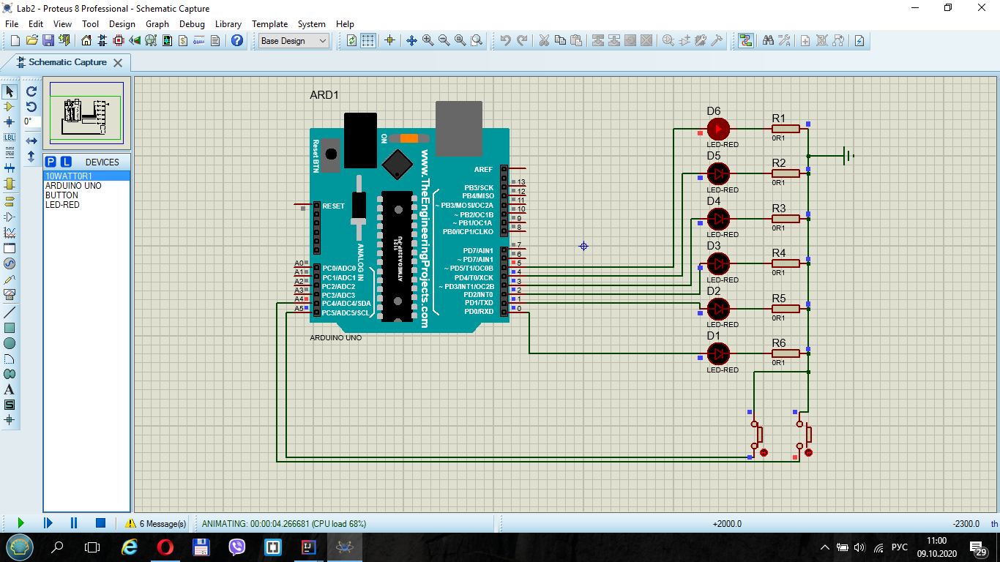 Lab2 - Proteus 8 Professional - Schematic Capture
File Edit View Tool Design Graph Debug Library Template System Help
Base Design
Schematic Capture
0°
LBL
P L DEVICES
10WATT0R1
ARDUINO UNO
BUTTON
LED-RED
A
S
ARD1
Reset BTN
ON
www.TheEngineeringProjects.com
ANALOG IN
ATMEGA328P-PU
1121
RESET
A0 PC0/ADC0
A1 PC1/ADC1
A2 PC2/ADC2
A3 PC3/ADC3
A4 PC4/ADC4/SDA
A5 PC5/ADC5/SCL
AREF
13
PB5/SCK 12
PB4/MISO 11
~ PB3/MOSI/OC2A 10
~ PB2/OC1B 9
~ PB1/OC1A 8
PB0/ICP1/CLKO
7
PD7/AIN1 6
~ PD7/AIN1 5
~ PD5/T1/OC0B 4
PD4/T0/XCK 3
~ PD3/INT1/OC2B 2
PD2/INT0 1
PD1/TXD 0
PD0/RXD
ARDUINO UNO
D6
LED-RED
R1
0R1
D5
LED-RED
R2
0R1
D4
LED-RED
R3
0R1
D3
LED-RED
R4
0R1
D2
LED-RED
R5
0R1
D1
LED-RED
R6
0R1
6 Message(s) ANIMATING: 00:00:04.266681 (CPU load 68%) +2000.0 -2300.0 th
РУС
11:00
09.10.2020
29